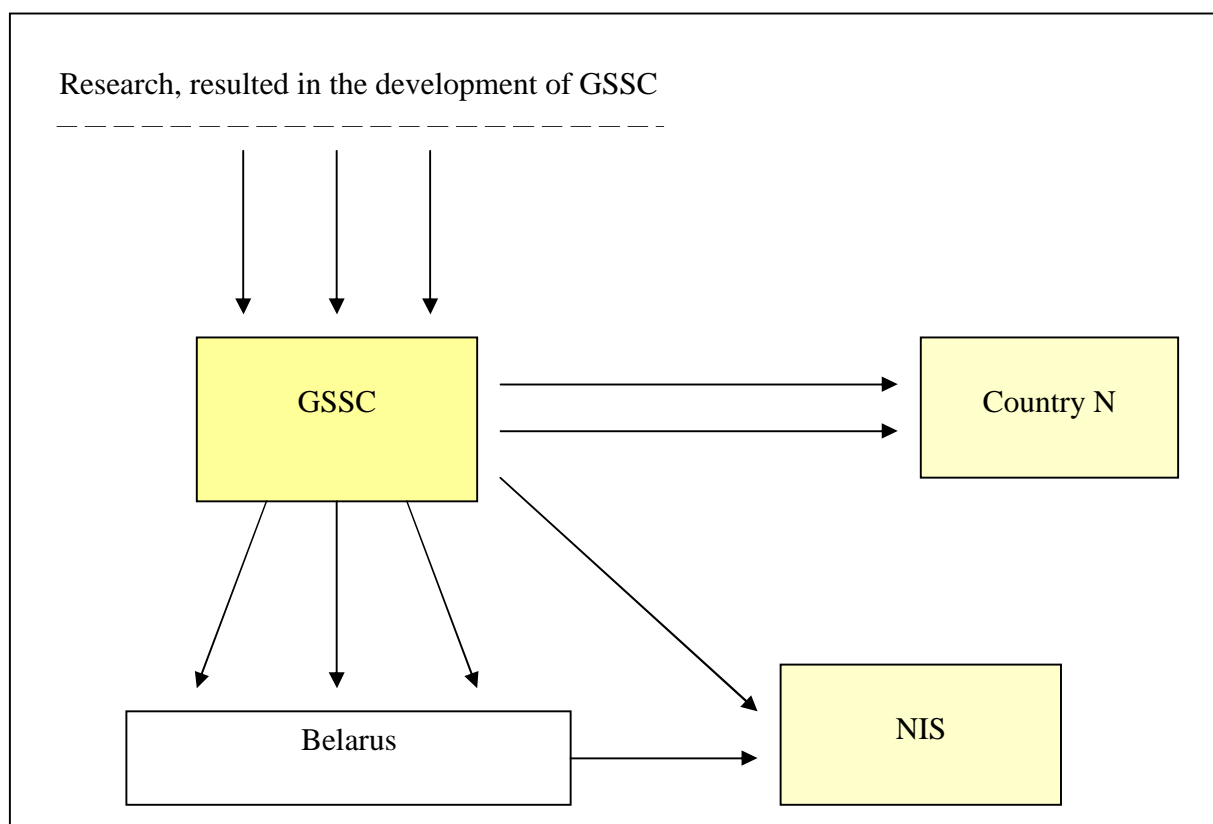 Research, resulted in the development of GSSC
GSSC
Country N
Belarus
NIS